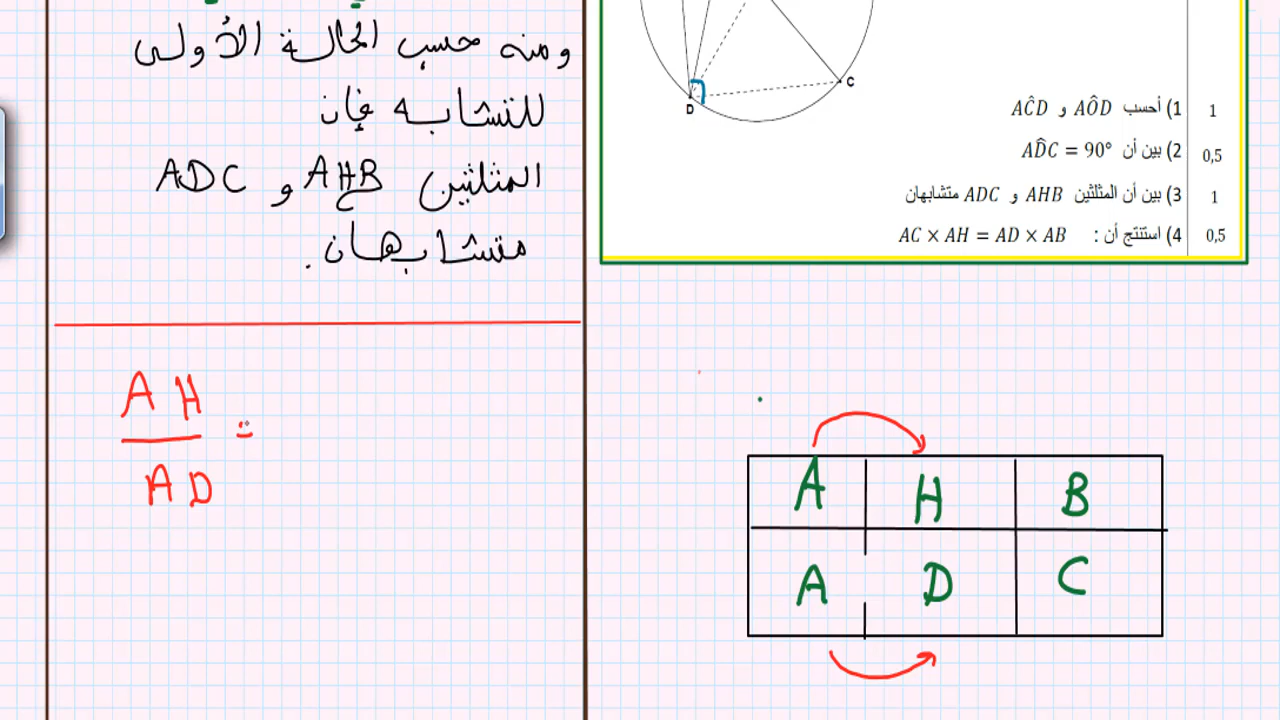 ومنه حسب الحالة الأولى
للتشابه فإن
المثلثين AHB و ADC
متشابهان.
AH
=
AD
D
C
1) أحسب AÔD و AĈD 1
2) بين أن AD̂C = 90° 0,5
3) بين أن المثلثين AHB و ADC متشابهان 1
4) استنتج أن : AC × AH = AD × AB 0,5
A H B
A D C